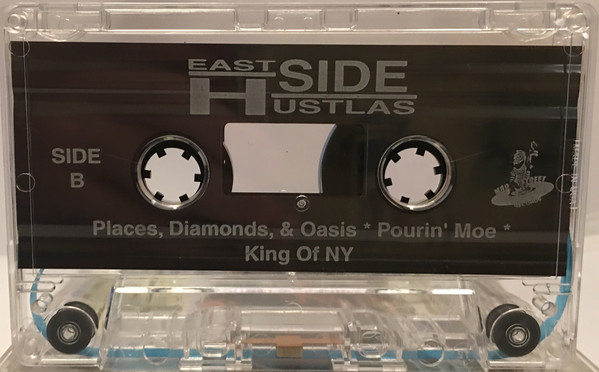 EAST SIDE
HUSTLAS
SIDE
B
Places, Diamonds, & Oasis * Pourin' Moe *
King Of NY